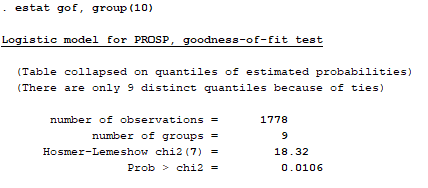 . estat gof, group(10)
Logistic model for PROSP, goodness-of-fit test
(Table collapsed on quantiles of estimated probabilities)
(There are only 9 distinct quantiles because of ties)
number of observations = 1778
number of groups = 9
Hosmer-Lemeshow chi2(7) = 18.32
Prob > chi2 = 0.0106